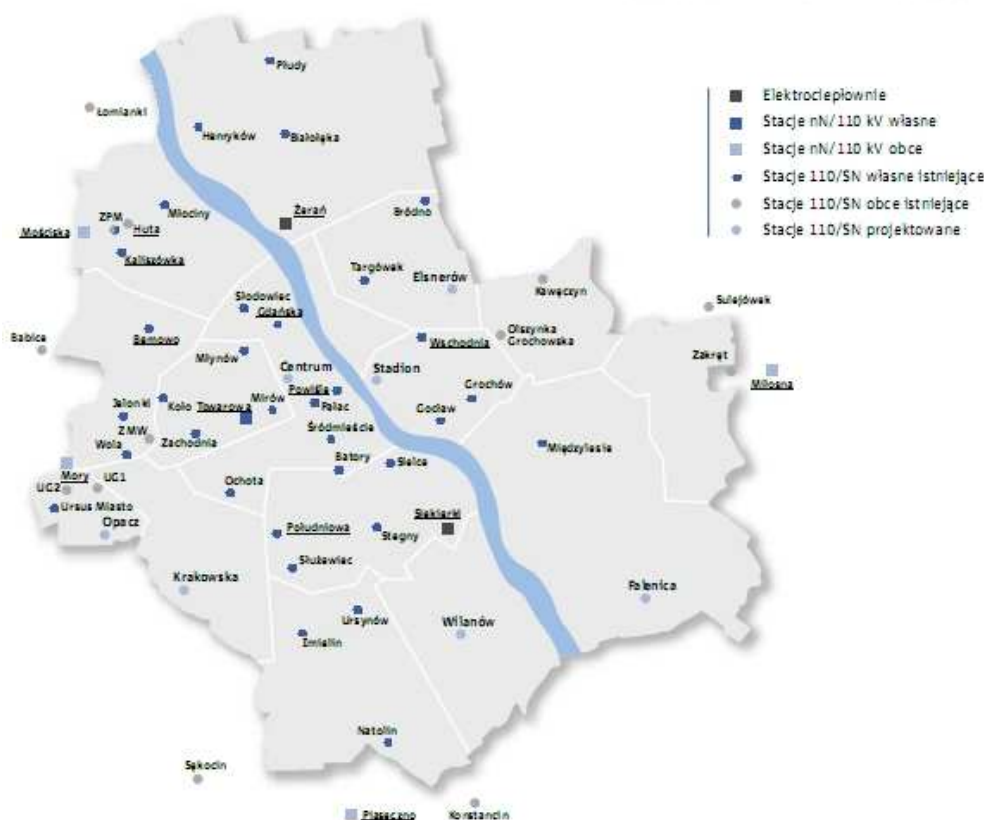 Płudy
Łomianki
Henryków
Białołęka
Elektrociepłownie
Stacje nN/110 kV własne
Stacje nN/110 kV obce
Stacje 110/SN własne istniejące
Stacje 110/SN obce istniejące
Stacje 110/SN projektowane
Młociny
Żerań
Bródno
ZPM
Huta
Mościska
Kaliszówka
Targówek
Elsnerów
Kawęczyn
Sulejówek
Słodowiec
Gdańska
Babice
Bemowo
Wschodnia
Olszynka
Grochowska
Młynów
Zakręt
Miłosna
Centrum
Stadion
Powiśle
Grochów
Jelonki
Koło
Towarowa
Mirów
Pałac
Gocław
ZMW
Zachodnia
Śródmieście
Wola
Międzylesie
Batory
Sielce
Mory
UG2
UG1
Ochota
Ursus Miasto
Opacz
Południowa
Stegny
Siekierki
Służewiec
Krakowska
Falenica
Ursynów
Wilanów
Imielin
Natolin
Sękocin
Piaseczno
Konstancin